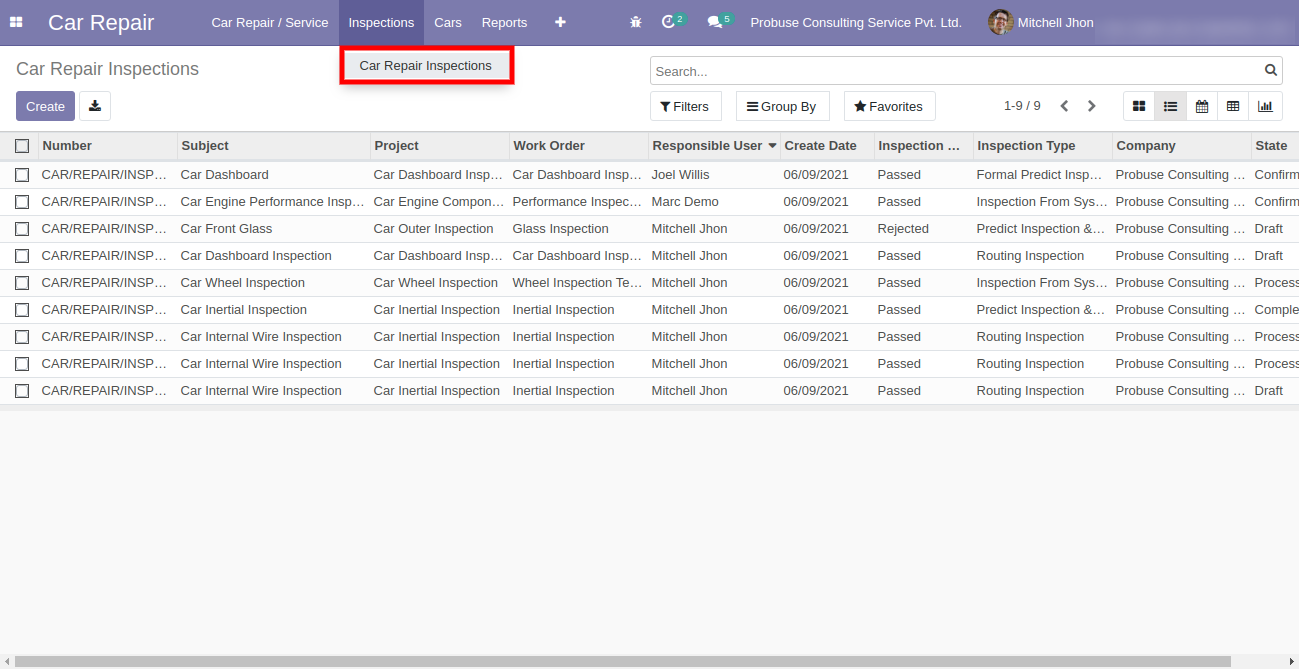 Car Repair Car Repair / Service Inspections Cars Reports 2 5 Probuse Consulting Service Pvt. Ltd. Mitchell Jhon
Car Repair Inspections
Car Repair Inspections Search...
Create Filters Group By Favorites 1-9 / 9
Number Subject Project Work Order Responsible User Create Date Inspection ... Inspection Type Company State
CAR/REPAIR/INSP... Car Dashboard Car Dashboard Insp... Car Dashboard Insp... Joel Willis 06/09/2021 Passed Formal Predict Insp... Probuse Consulting ... Confirm
CAR/REPAIR/INSP... Car Engine Performance Insp... Car Engine Compon... Performance Inspec... Marc Demo 06/09/2021 Passed Inspection From Sys... Probuse Consulting ... Confirm
CAR/REPAIR/INSP... Car Front Glass Car Outer Inspection Glass Inspection Mitchell Jhon 06/09/2021 Rejected Predict Inspection &... Probuse Consulting ... Draft
CAR/REPAIR/INSP... Car Dashboard Inspection Car Dashboard Insp... Car Dashboard Insp... Mitchell Jhon 06/09/2021 Passed Routing Inspection Probuse Consulting ... Draft
CAR/REPAIR/INSP... Car Wheel Inspection Car Wheel Inspection Wheel Inspection Te... Mitchell Jhon 06/09/2021 Passed Inspection From Sys... Probuse Consulting ... Process
CAR/REPAIR/INSP... Car Inertial Inspection Car Inertial Inspection Inertial Inspection Mitchell Jhon 06/09/2021 Passed Predict Inspection &... Probuse Consulting ... Comple
CAR/REPAIR/INSP... Car Internal Wire Inspection Car Inertial Inspection Inertial Inspection Mitchell Jhon 06/09/2021 Passed Routing Inspection Probuse Consulting ... Process
CAR/REPAIR/INSP... Car Internal Wire Inspection Car Inertial Inspection Inertial Inspection Mitchell Jhon 06/09/2021 Passed Routing Inspection Probuse Consulting ... Process
CAR/REPAIR/INSP... Car Internal Wire Inspection Car Inertial Inspection Inertial Inspection Mitchell Jhon 06/09/2021 Passed Routing Inspection Probuse Consulting ... Draft